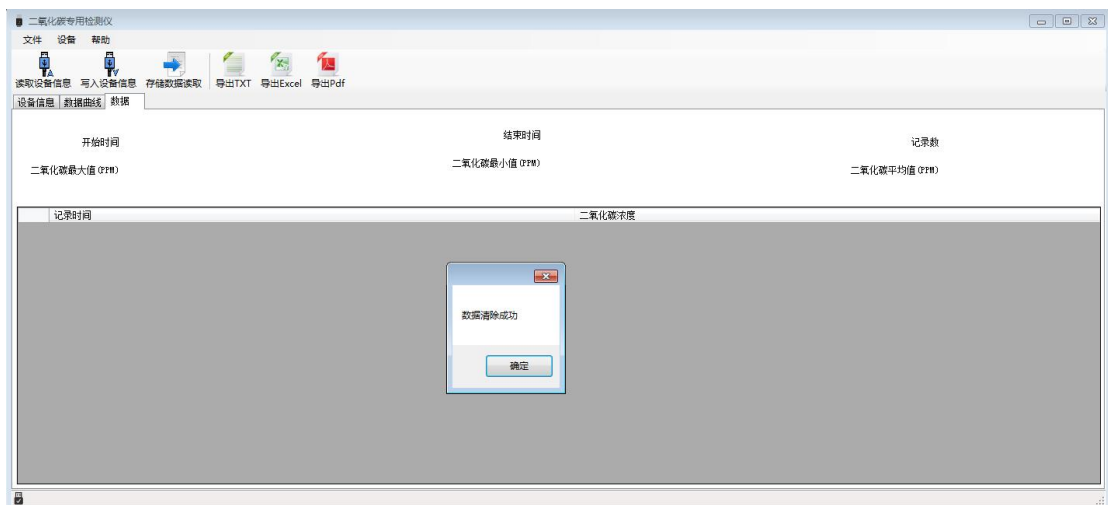 二氧化碳专用检测仪
文件 设备 帮助
读取设备信息 写入设备信息 存储数据读取 导出TXT 导出Excel 导出Pdf
设备信息 数据曲线 数据
开始时间 结束时间 记录数
二氧化碳最大值(PPM) 二氧化碳最小值(PPM) 二氧化碳平均值(PPM)
记录时间 二氧化碳浓度
数据清除成功
确定